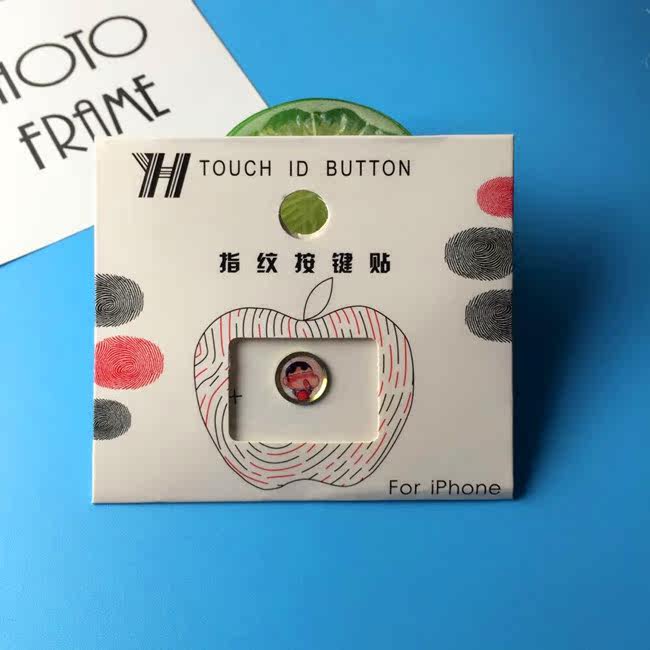 HOTO
FRAME
YH TOUCH ID BUTTON
指纹按键贴
For iPhone